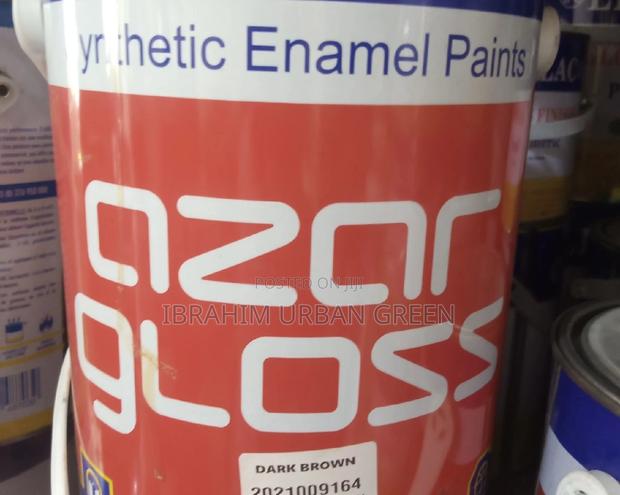 ynthetic Enamel Paints
azar
POSTED ON JIJI
IBRAHIM URBAN GREEN
gloss
DARK BROWN
2021009164